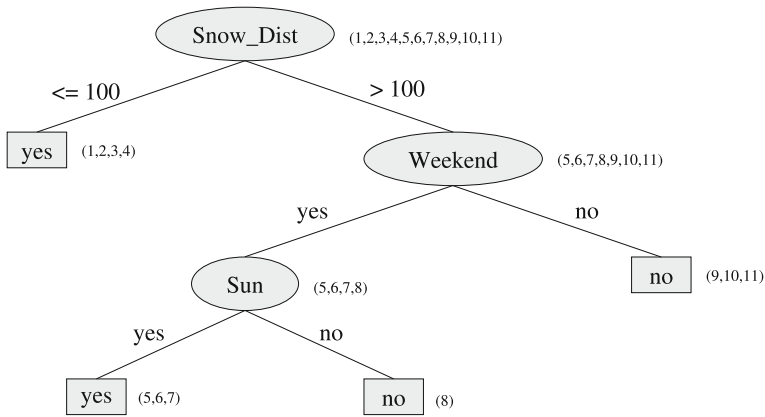 Snow_Dist (1,2,3,4,5,6,7,8,9,10,11)
<= 100 > 100
yes (1,2,3,4) Weekend (5,6,7,8,9,10,11)
yes no
Sun (5,6,7,8) no (9,10,11)
yes no
yes (5,6,7) no (8)